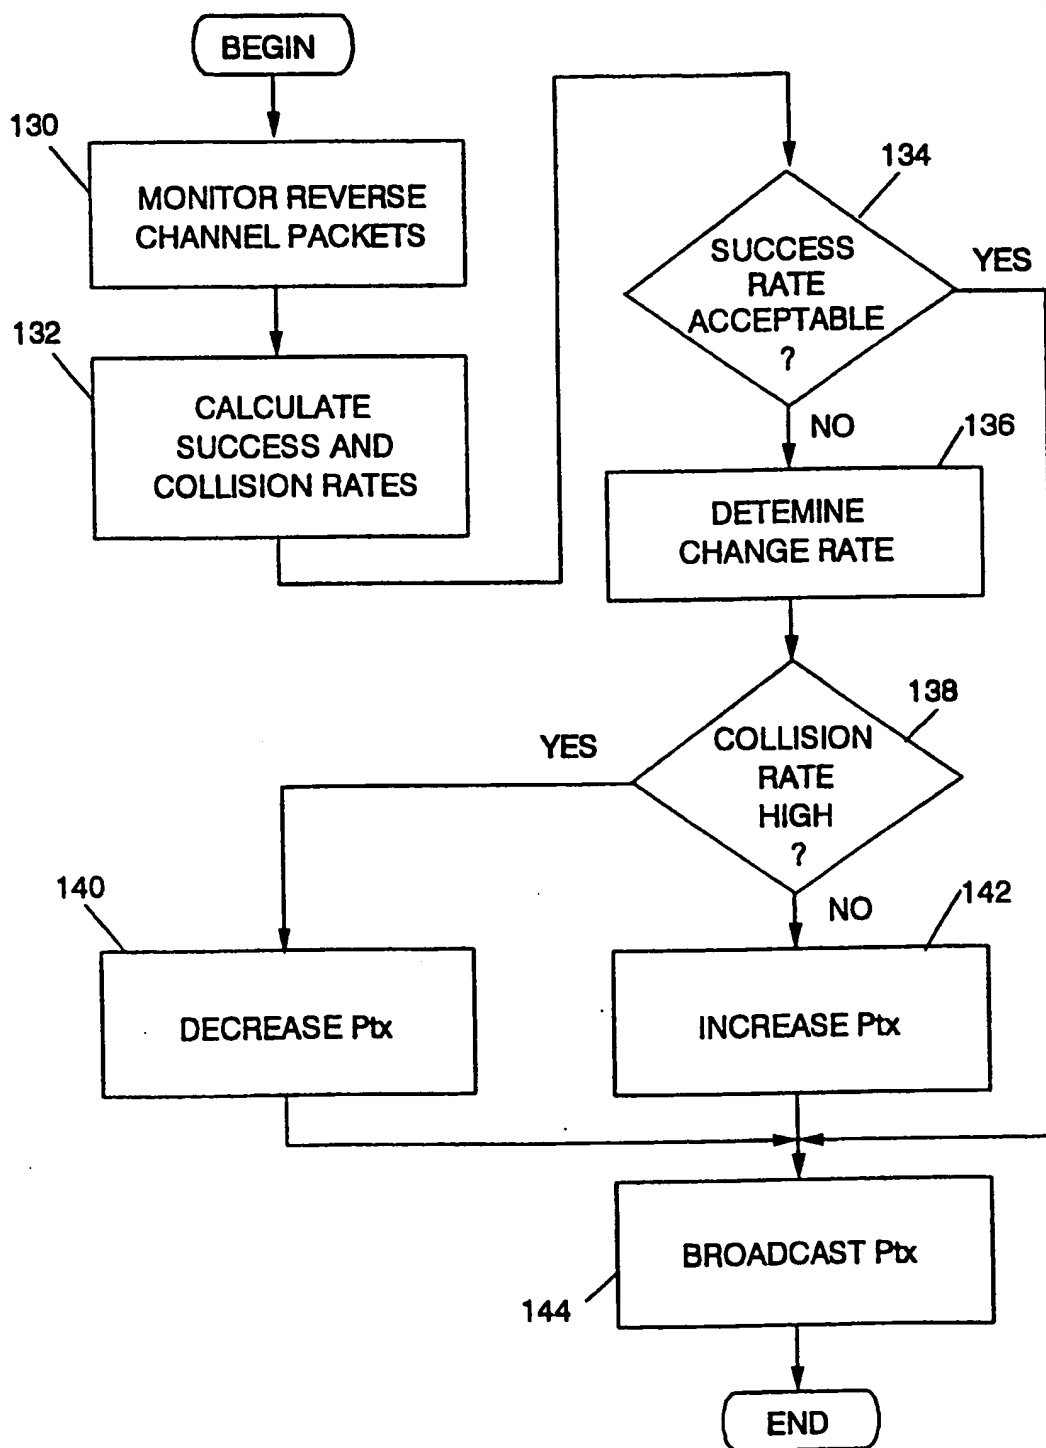 BEGIN
130
MONITOR REVERSE
CHANNEL PACKETS
132
CALCULATE
SUCCESS AND
COLLISION RATES
134
SUCCESS
RATE
ACCEPTABLE
?
YES
NO
136
DETEMINE
CHANGE RATE
138
COLLISION
RATE
HIGH
?
YES
NO
140
DECREASE Ptx
142
INCREASE Ptx
BROADCAST Ptx
144
END